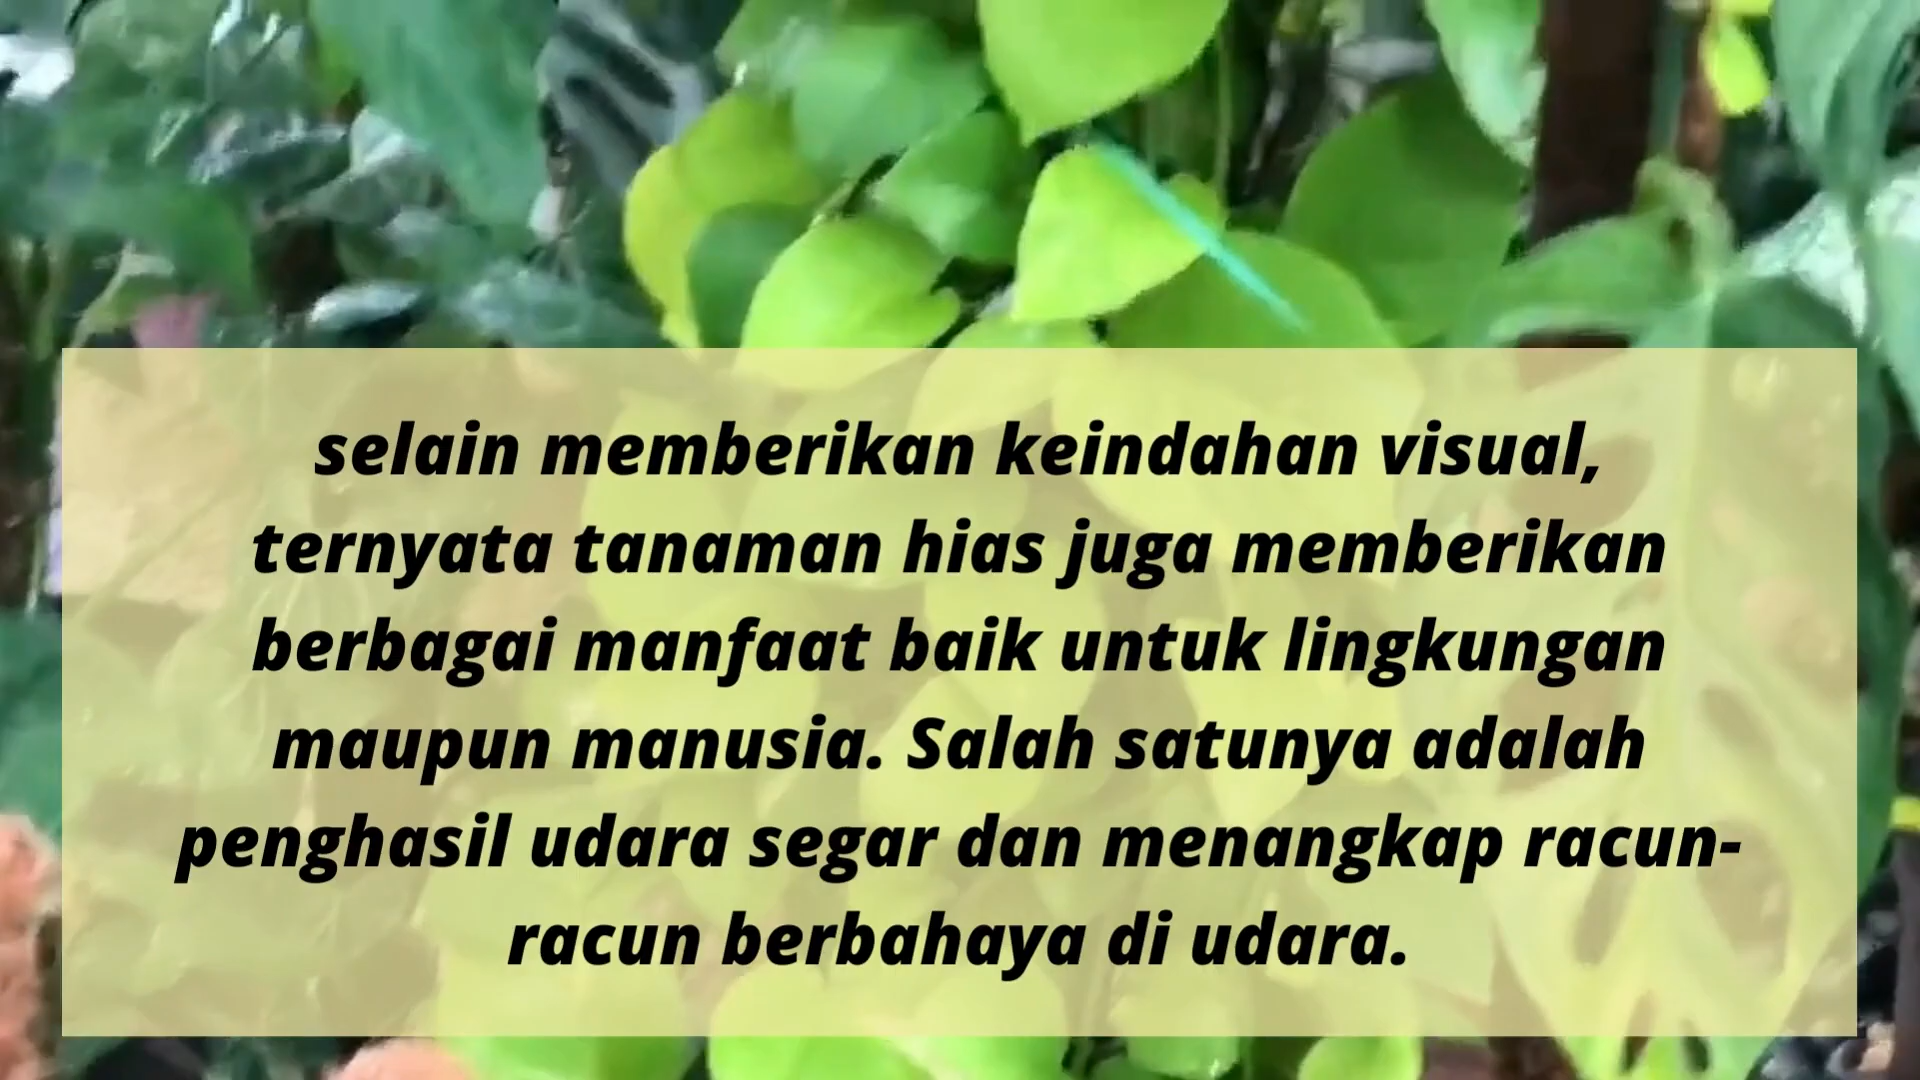 selain memberikan keindahan visual,
ternyata tanaman hias juga memberikan
berbagai manfaat baik untuk lingkungan
maupun manusia. Salah satunya adalah
penghasil udara segar dan menangkap racun-
racun berbahaya di udara.